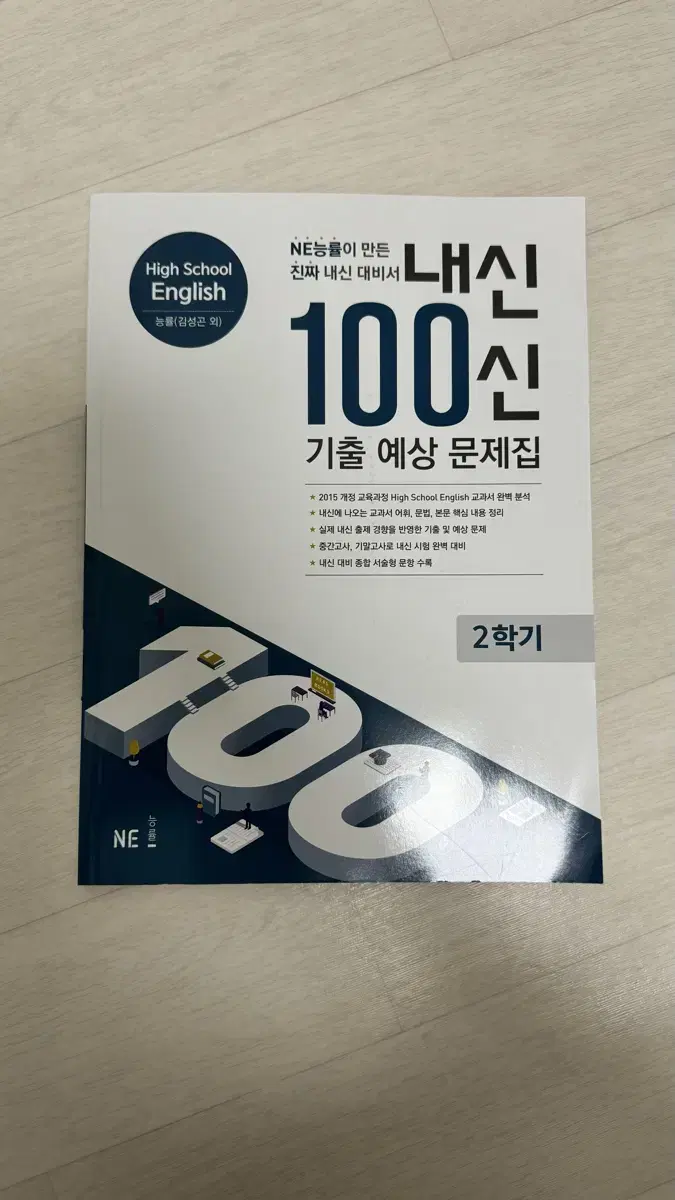 High School
English
능률(김성곤 외)
NE능률이 만든
진짜 내신 대비서
내신
100신
기출 예상 문제집
★ 2015 개정 교육과정 High School English 교과서 완벽 분석
★ 내신에 나오는 교과서 어휘, 문법, 본문 핵심 내용 정리
★ 실제 내신 출제 경향을 반영한 기출 및 예상 문제
★ 중간고사, 기말고사로 내신 시험 완벽 대비
★ 내신 대비 종합 서술형 문항 수록
2학기
100
NE 능률